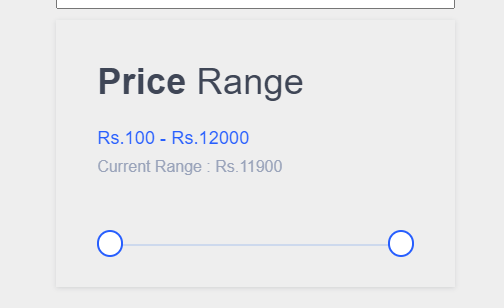 Price Range
Rs.100 - Rs.12000
Current Range : Rs.11900